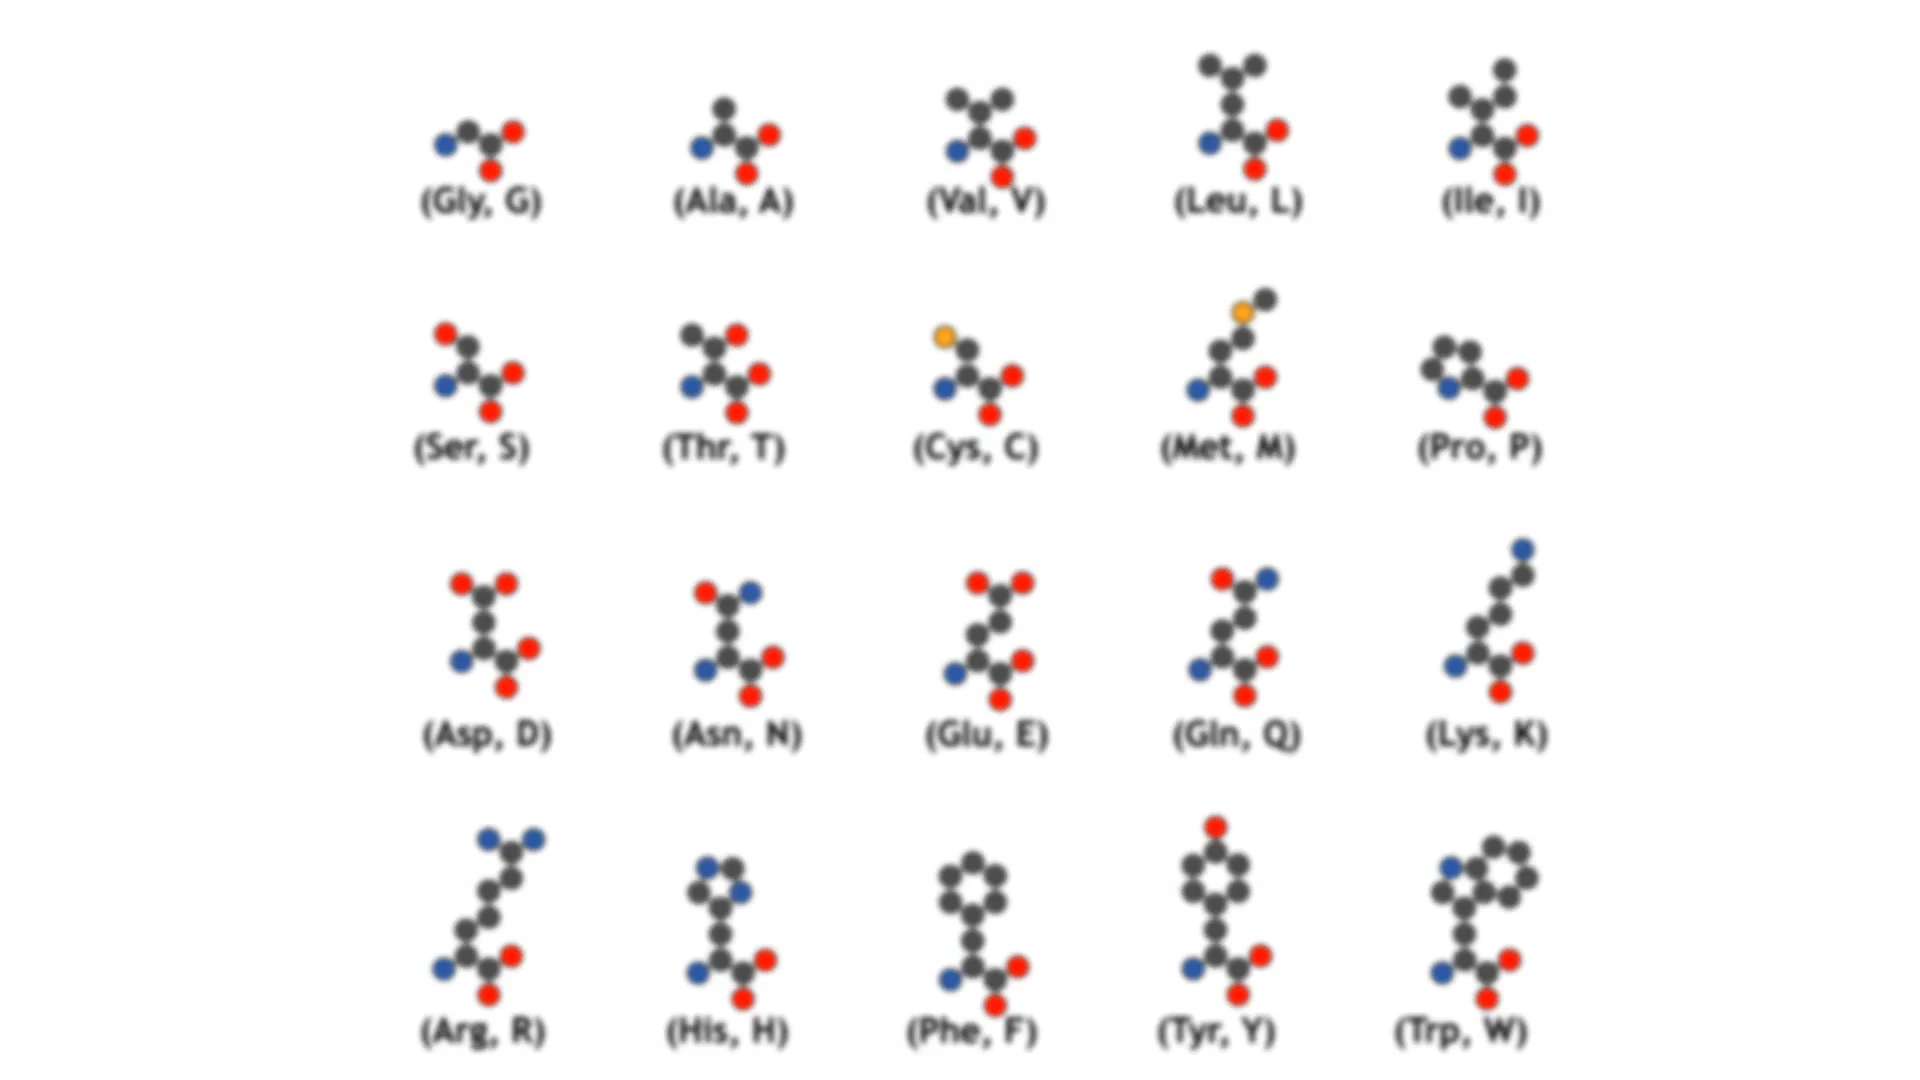 (Gly, G) (Ala, A) (Val, V) (Leu, L) (Ile, I)
(Ser, S) (Thr, T) (Cys, C) (Met, M) (Pro, P)
(Asp, D) (Asn, N) (Glu, E) (Gln, Q) (Lys, K)
(Arg, R) (His, H) (Phe, F) (Tyr, Y) (Trp, W)